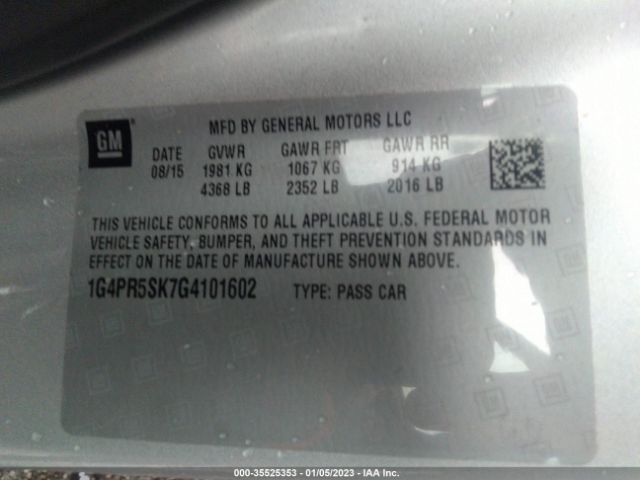 GM
MFD BY GENERAL MOTORS LLC
DATE GVWR GAWR FRT GAWR RR
08/15 1981 KG 1067 KG 914 KG
4368 LB 2352 LB 2016 LB
THIS VEHICLE CONFORMS TO ALL APPLICABLE U.S. FEDERAL MOTOR
VEHICLE SAFETY, BUMPER, AND THEFT PREVENTION STANDARDS IN
EFFECT ON THE DATE OF MANUFACTURE SHOWN ABOVE.
1G4PR5SK7G4101602 TYPE: PASS CAR
000-35525353 - 01/05/2023 - IAA Inc.